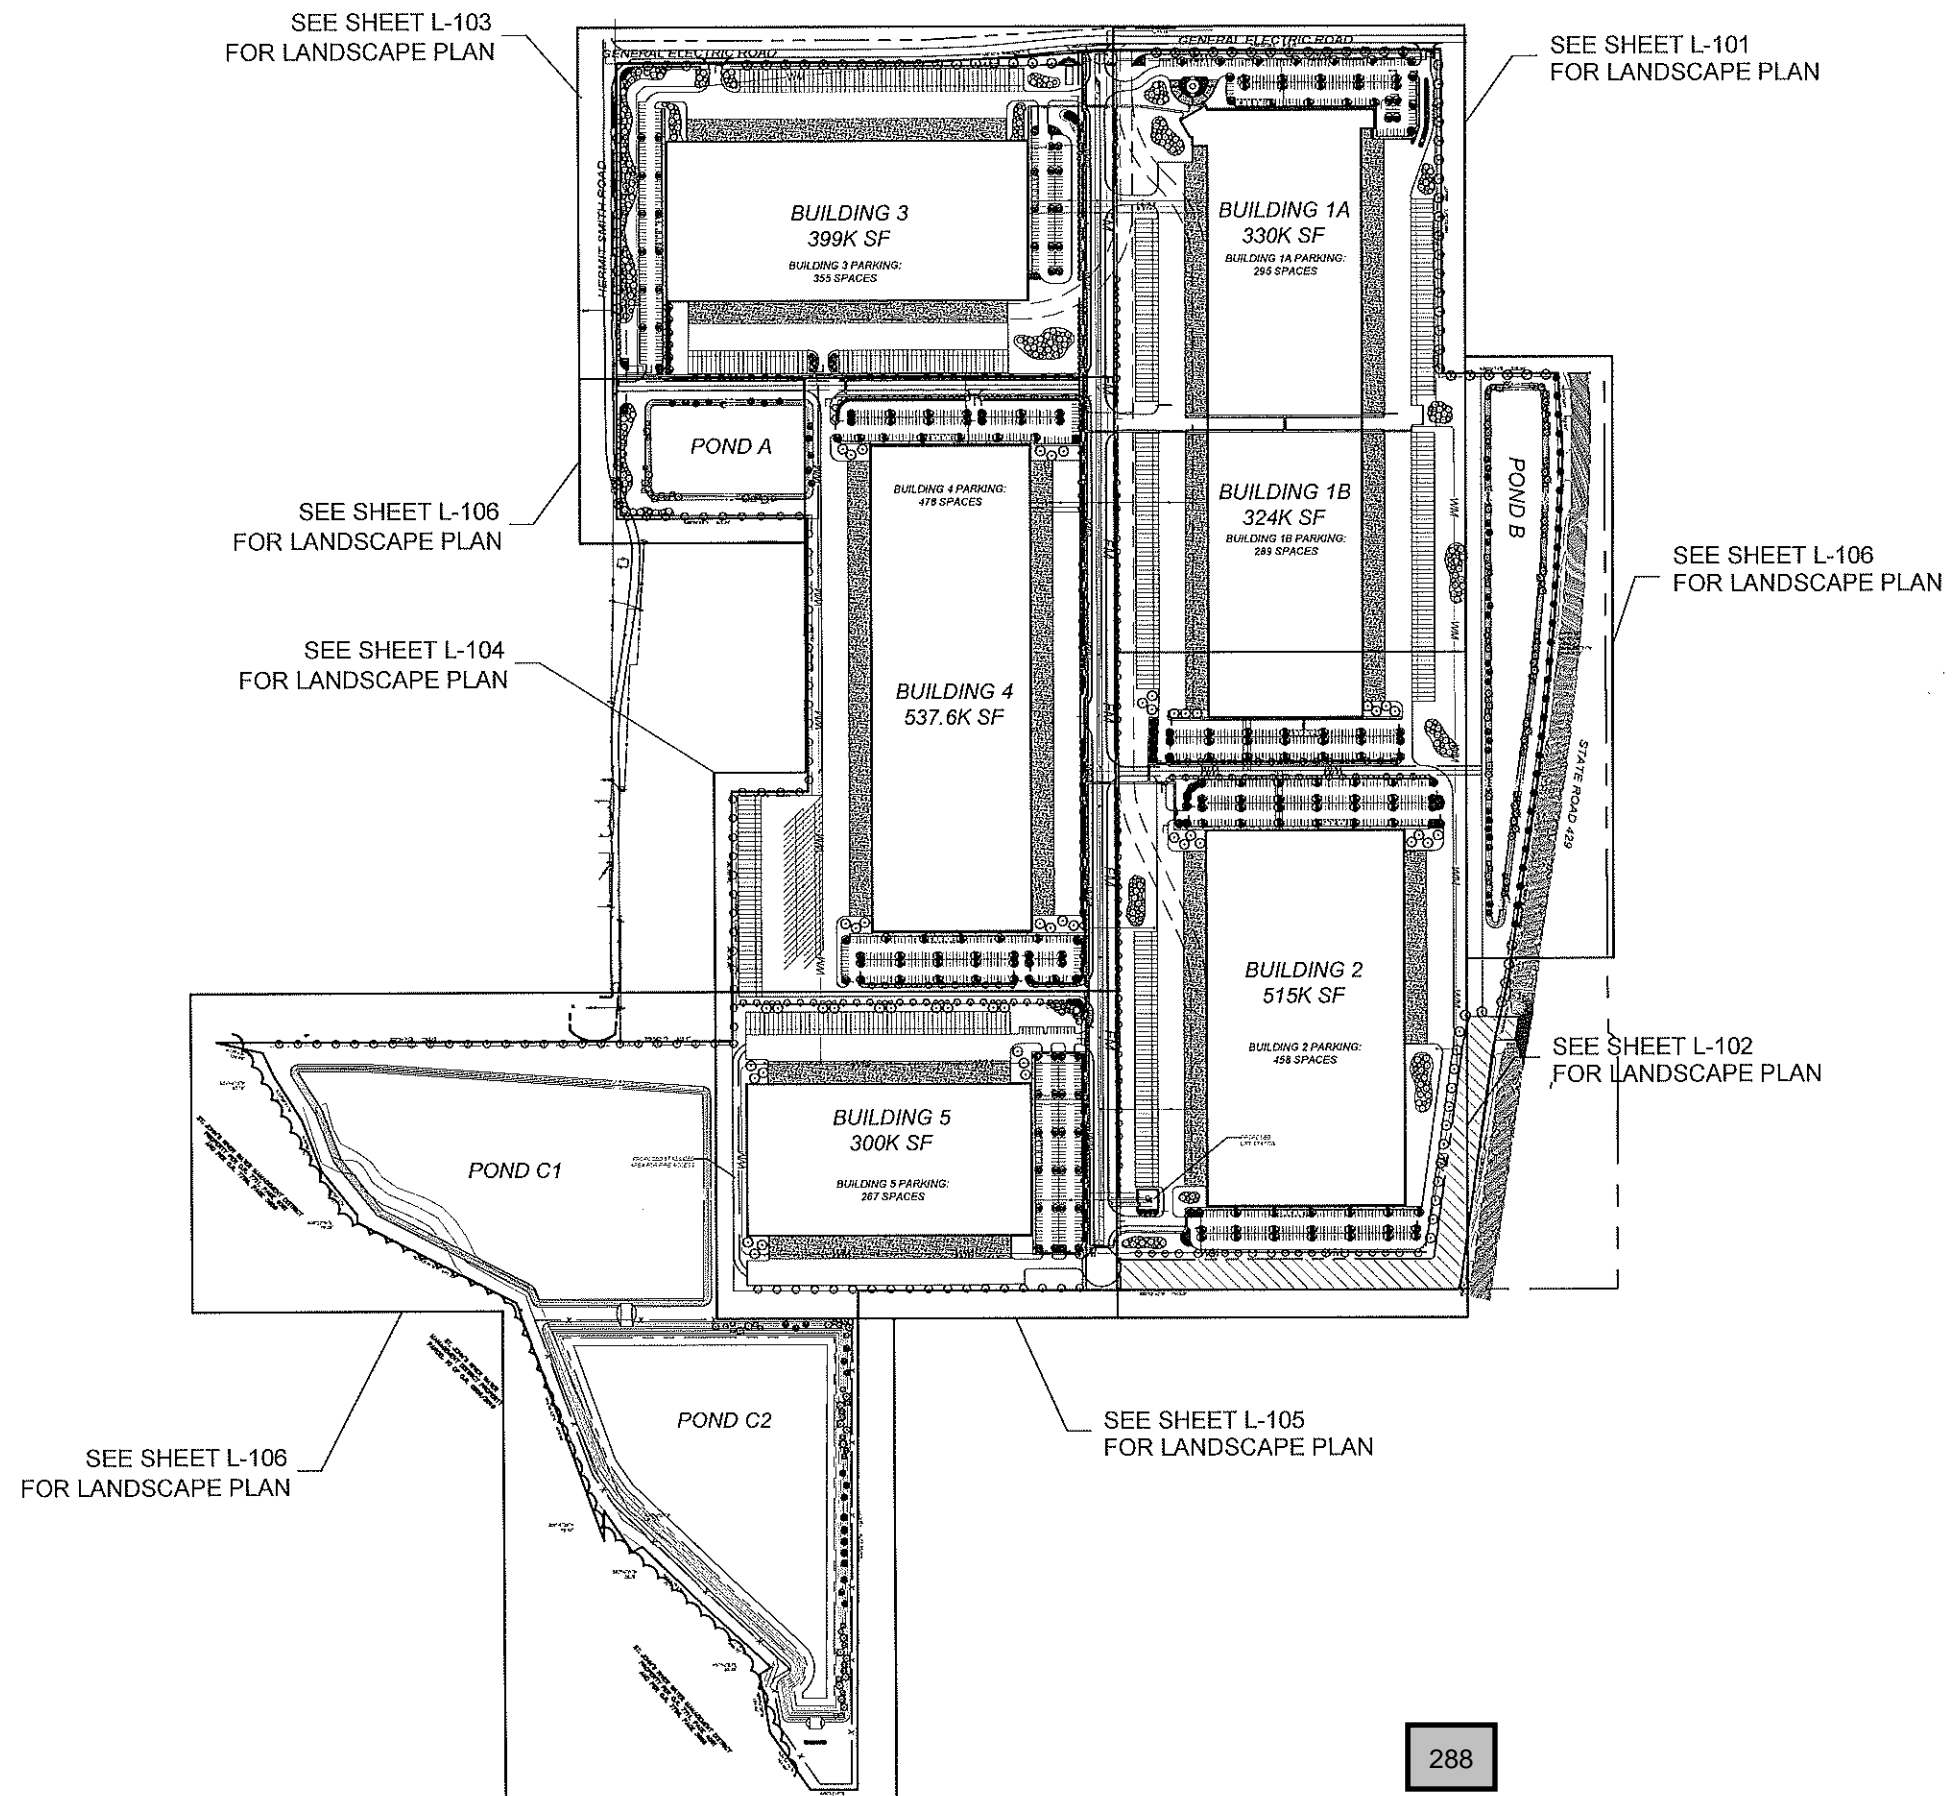 SEE SHEET L-103
FOR LANDSCAPE PLAN
GENERAL ELECTRIC ROAD
GENERAL ELECTRIC ROAD
SEE SHEET L-101
FOR LANDSCAPE PLAN
HERMIT SMITH ROAD
BUILDING 3
399K SF
BUILDING 3 PARKING:
355 SPACES
BUILDING 1A
330K SF
BUILDING 1A PARKING:
295 SPACES
POND A
BUILDING 4 PARKING:
478 SPACES
BUILDING 1B
324K SF
BUILDING 1B PARKING:
289 SPACES
POND B
SEE SHEET L-106
FOR LANDSCAPE PLAN
SEE SHEET L-106
FOR LANDSCAPE PLAN
SEE SHEET L-104
FOR LANDSCAPE PLAN
BUILDING 4
537.6K SF
STATE ROAD 429
BUILDING 2
515K SF
BUILDING 2 PARKING:
458 SPACES
SEE SHEET L-102
FOR LANDSCAPE PLAN
BUILDING 5
300K SF
BUILDING 5 PARKING:
267 SPACES
PROPOSED
LIFT STATION
POND C1
POND C2
SEE SHEET L-105
FOR LANDSCAPE PLAN
SEE SHEET L-106
FOR LANDSCAPE PLAN
288